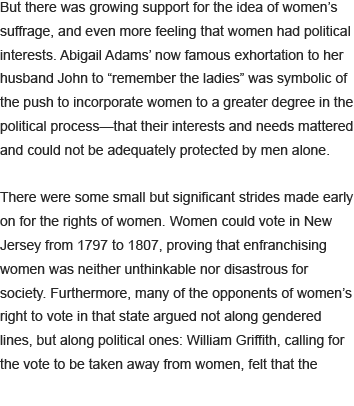 But there was growing support for the idea of women’s
suffrage, and even more feeling that women had political
interests. Abigail Adams’ now famous exhortation to her
husband John to “remember the ladies” was symbolic of
the push to incorporate women to a greater degree in the
political process—that their interests and needs mattered
and could not be adequately protected by men alone.

There were some small but significant strides made early
on for the rights of women. Women could vote in New
Jersey from 1797 to 1807, proving that enfranchising
women was neither unthinkable nor disastrous for
society. Furthermore, many of the opponents of women’s
right to vote in that state argued not along gendered
lines, but along political ones: William Griffith, calling for
the vote to be taken away from women, felt that the